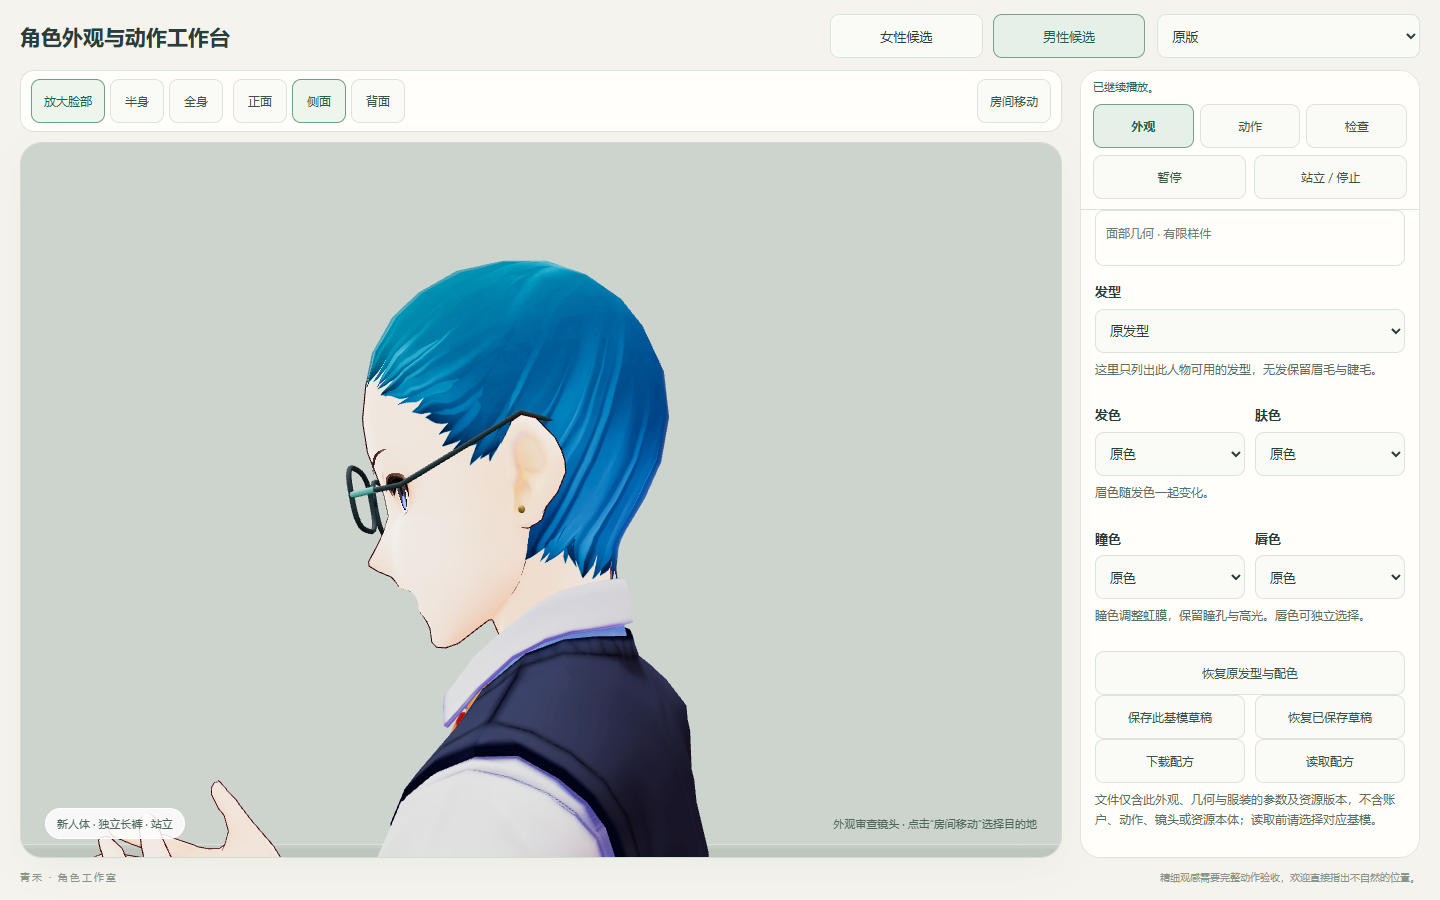 角色外观与动作工作台
女性候选
男性候选
原版
放大脸部
半身
全身
正面
侧面
背面
房间移动
已继续播放。
外观
动作
检查
暂停
站立 / 停止
面部几何 · 有限样件
发型
原发型
这里只列出此人物可用的发型，无发保留眉毛与睫毛。
发色
肤色
原色
原色
眉色随发色一起变化。
瞳色
唇色
原色
原色
瞳色调整虹膜，保留瞳孔与高光。唇色可独立选择。
恢复原发型与配色
保存此基模草稿
恢复已保存草稿
下载配方
读取配方
文件仅含此外观、几何与服装的参数及资源版本，不含账
户、动作、镜头或资源本体；读取前请选择对应基模。
新人体 · 独立长裤 · 站立
外观审查镜头 · 点击“房间移动”选择目的地
青禾 · 角色工作室
精细观感需要完整动作验收，欢迎直接指出不自然的位置。